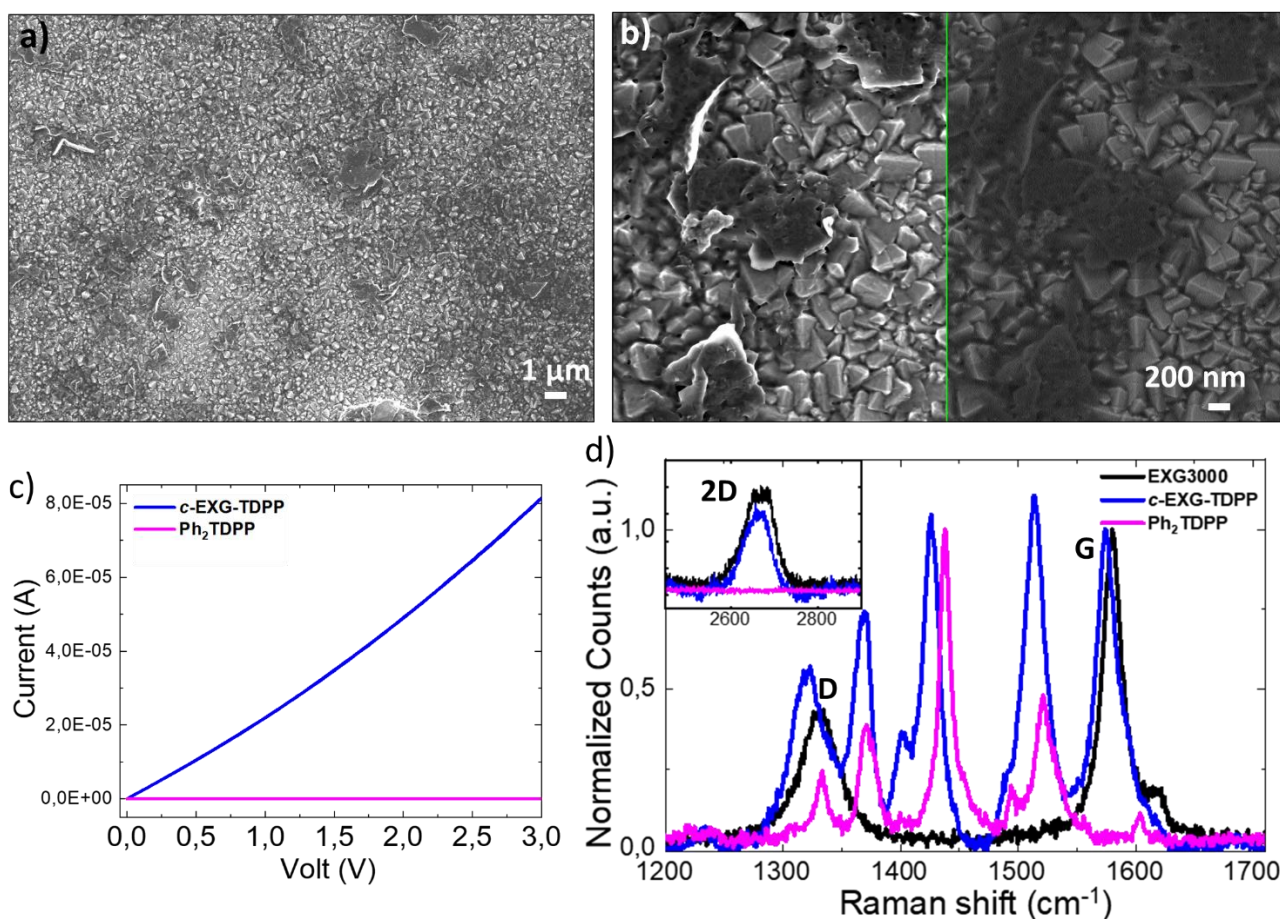 a)
1 µm
b)
200 nm
c)
8,0E-05
6,0E-05
4,0E-05
2,0E-05
0,0E+00
Current (A)
c-EXG-TDPP
Ph₂TDPP
0,0 0,5 1,0 1,5 2,0 2,5 3,0
Volt (V)
d)
2D
2600 2800
EXG3000
c-EXG-TDPP
Ph₂TDPP
D
G
1,0
0,5
0,0
Normalized Counts (a.u.)
1200 1300 1400 1500 1600 1700
Raman shift (cm⁻¹)